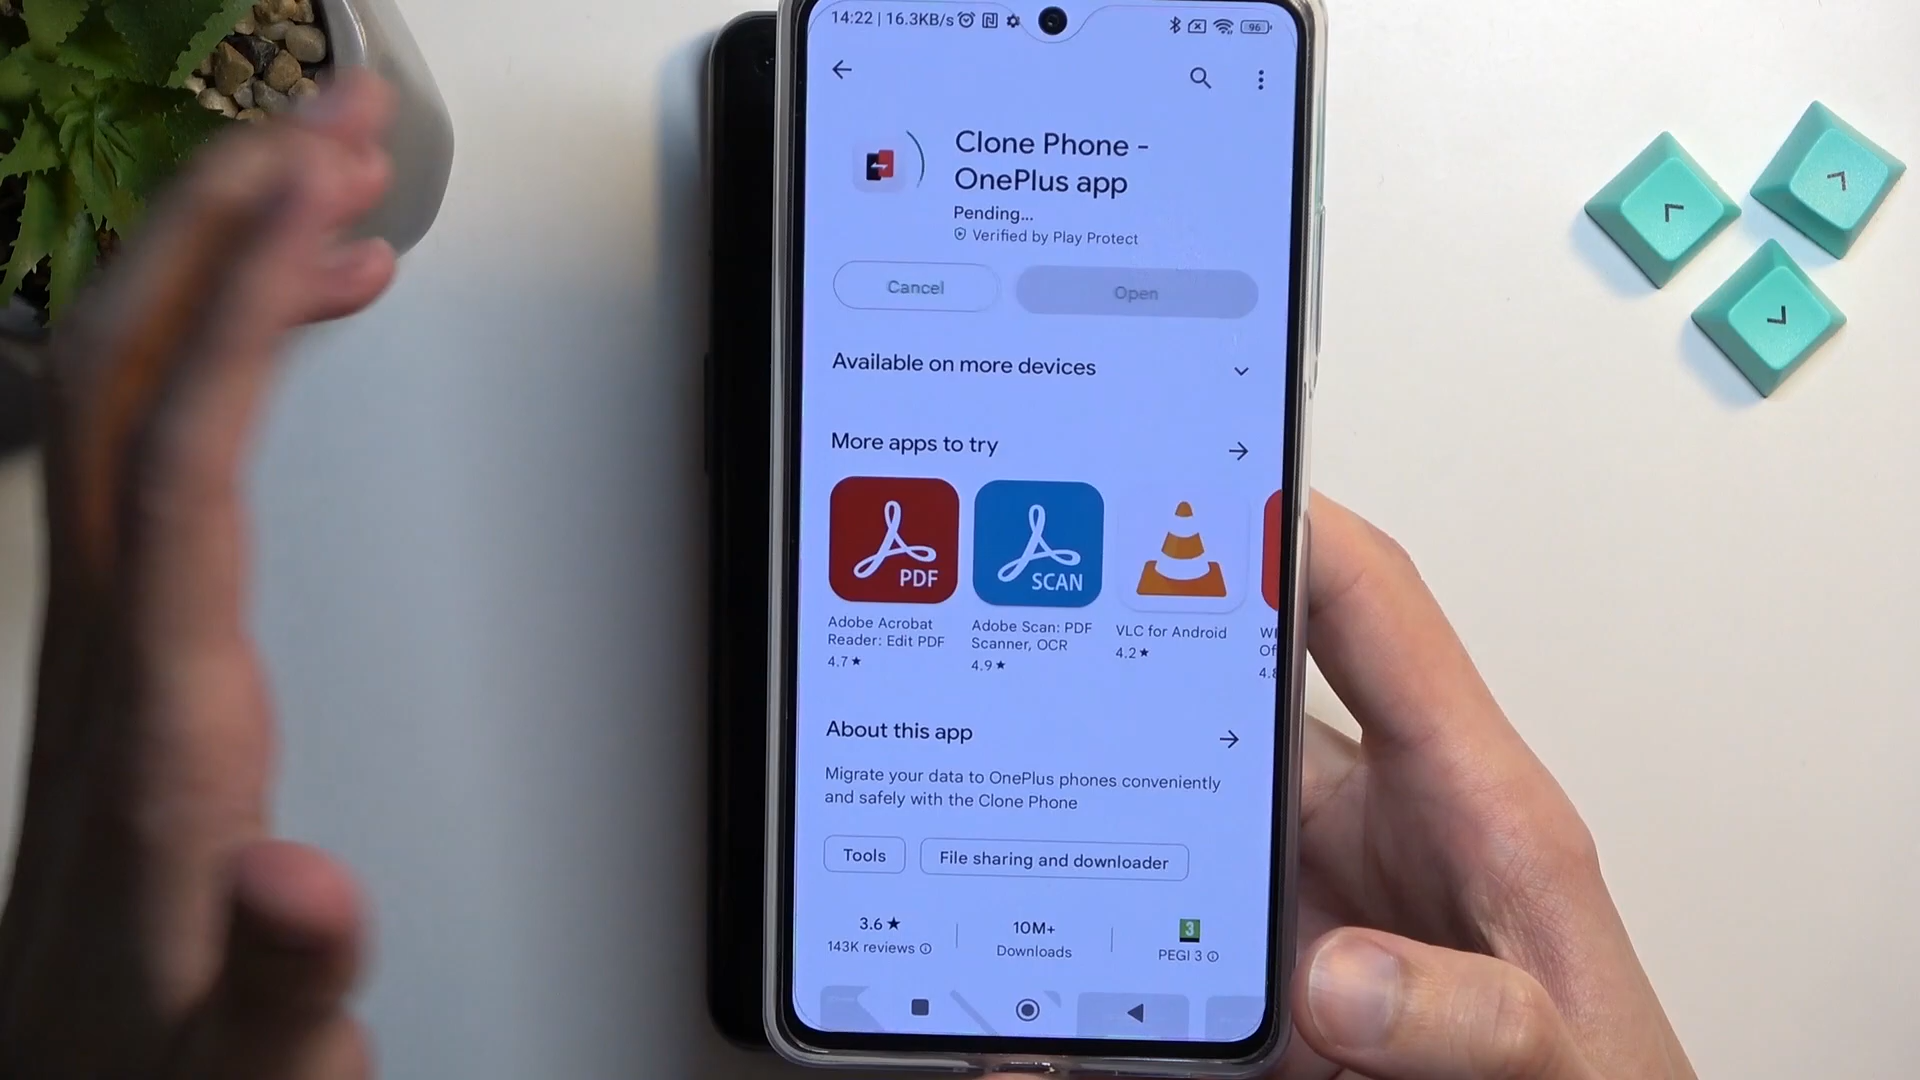 14:22 | 16.3KB/s
96
Clone Phone -
OnePlus app
Pending...
Verified by Play Protect
Cancel
Open
Available on more devices
More apps to try
PDF
SCAN
Adobe Acrobat
Reader: Edit PDF
4.7★
Adobe Scan: PDF
Scanner, OCR
4.9★
VLC for Android
4.2★
Of
4.8
About this app
Migrate your data to OnePlus phones conveniently
and safely with the Clone Phone
Tools
File sharing and downloader
3.6★
143K reviews
10M+
Downloads
3
PEGI 3